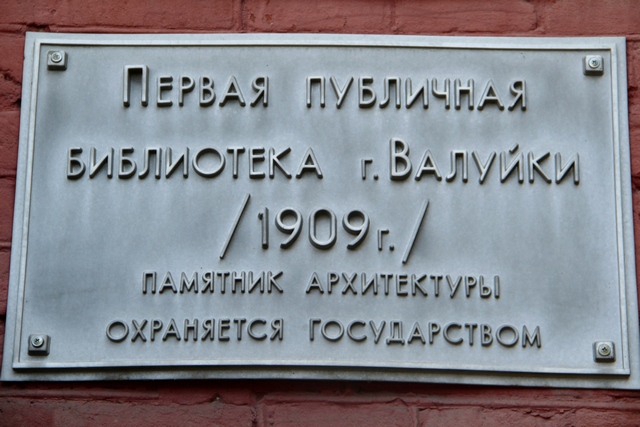 Первая публичная
библиотека г. Валуйки
/1909 г./
памятник архитектуры
охраняется государством